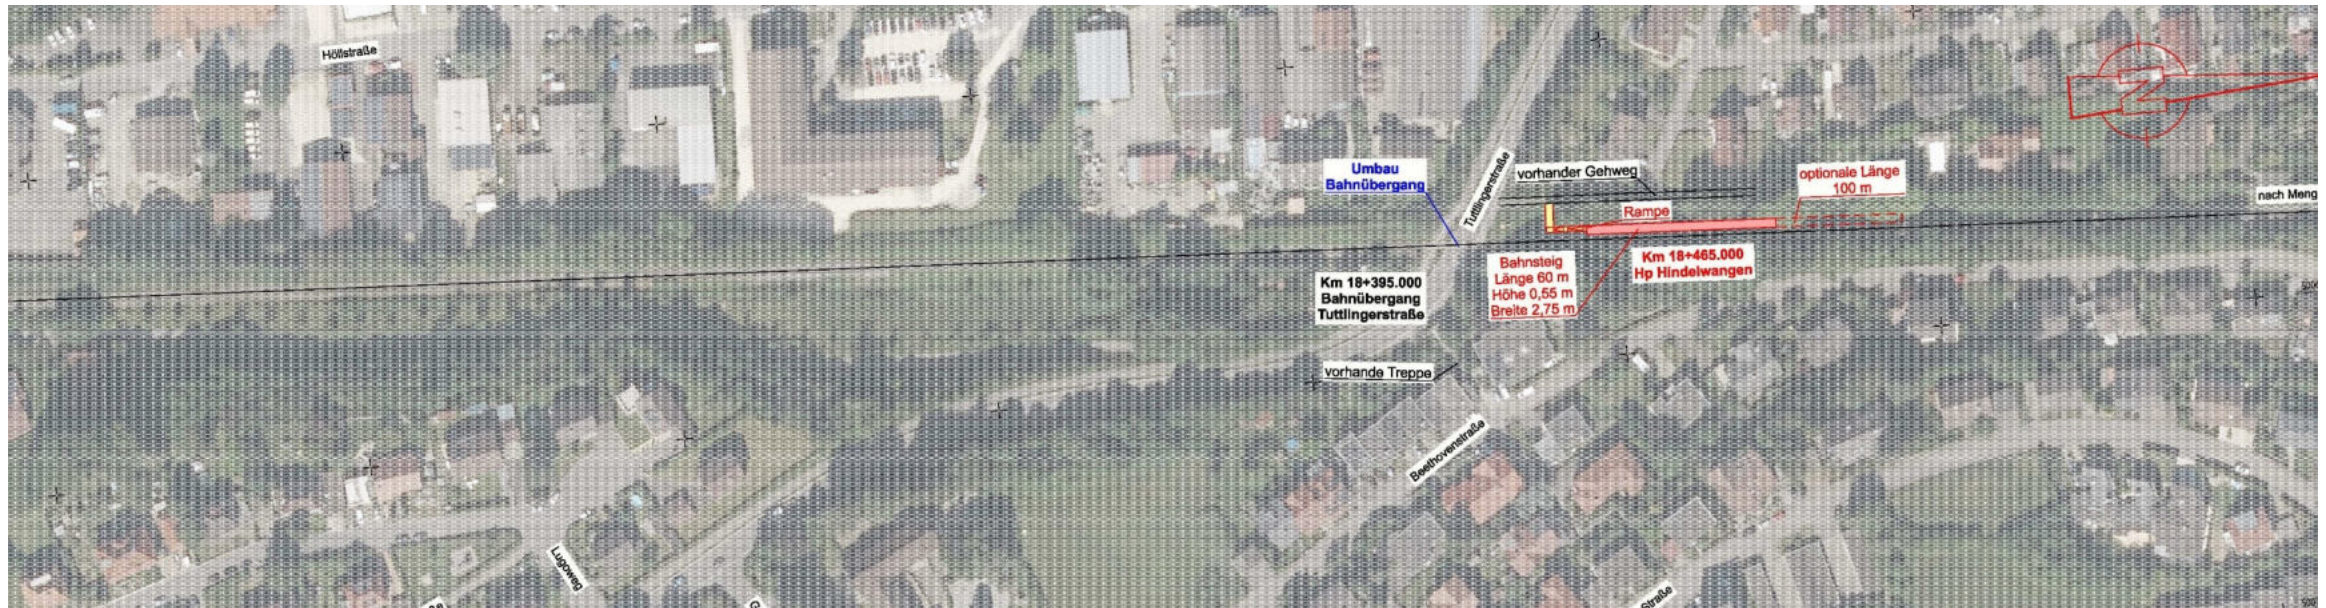 Höllstraße
Umbau
Bahnübergang
Tuttlingerstraße
vorhander Gehweg
optionale Länge
100 m
N
nach Meng
Rampe
Km 18+465.000
Hp Hindelwangen
Bahnsteig
Länge 60 m
Höhe 0,55 m
Breite 2,75 m
Km 18+395.000
Bahnübergang
Tuttlingerstraße
vorhande Treppe
Beethovenstraße
Lugoweg
Straße